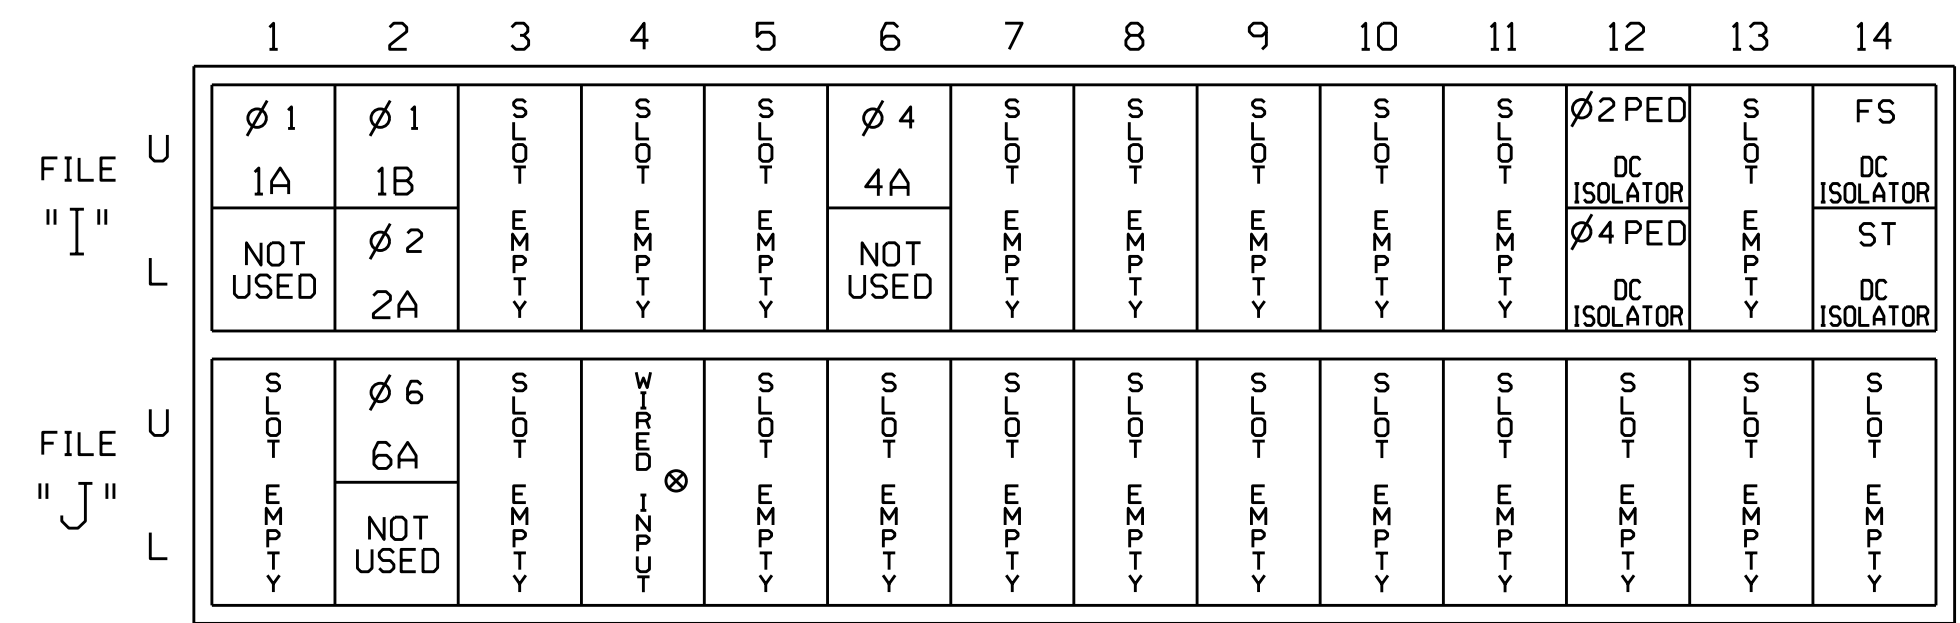 1 2 3 4 5 6 7 8 9 10 11 12 13 14
FILE "I"
U
L
Ø 1
1A
NOT
USED
Ø 1
1B
Ø 2
2A
SLOT EMPTY
SLOT EMPTY
SLOT EMPTY
Ø 4
4A
NOT
USED
SLOT EMPTY
SLOT EMPTY
SLOT EMPTY
SLOT EMPTY
SLOT EMPTY
Ø2 PED
DC
ISOLATOR
Ø4 PED
DC
ISOLATOR
SLOT EMPTY
FS
DC
ISOLATOR
ST
DC
ISOLATOR
FILE "J"
U
L
SLOT EMPTY
Ø 6
6A
NOT
USED
SLOT EMPTY
WIRED INPUT
⊗
SLOT EMPTY
SLOT EMPTY
SLOT EMPTY
SLOT EMPTY
SLOT EMPTY
SLOT EMPTY
SLOT EMPTY
SLOT EMPTY
SLOT EMPTY
SLOT EMPTY